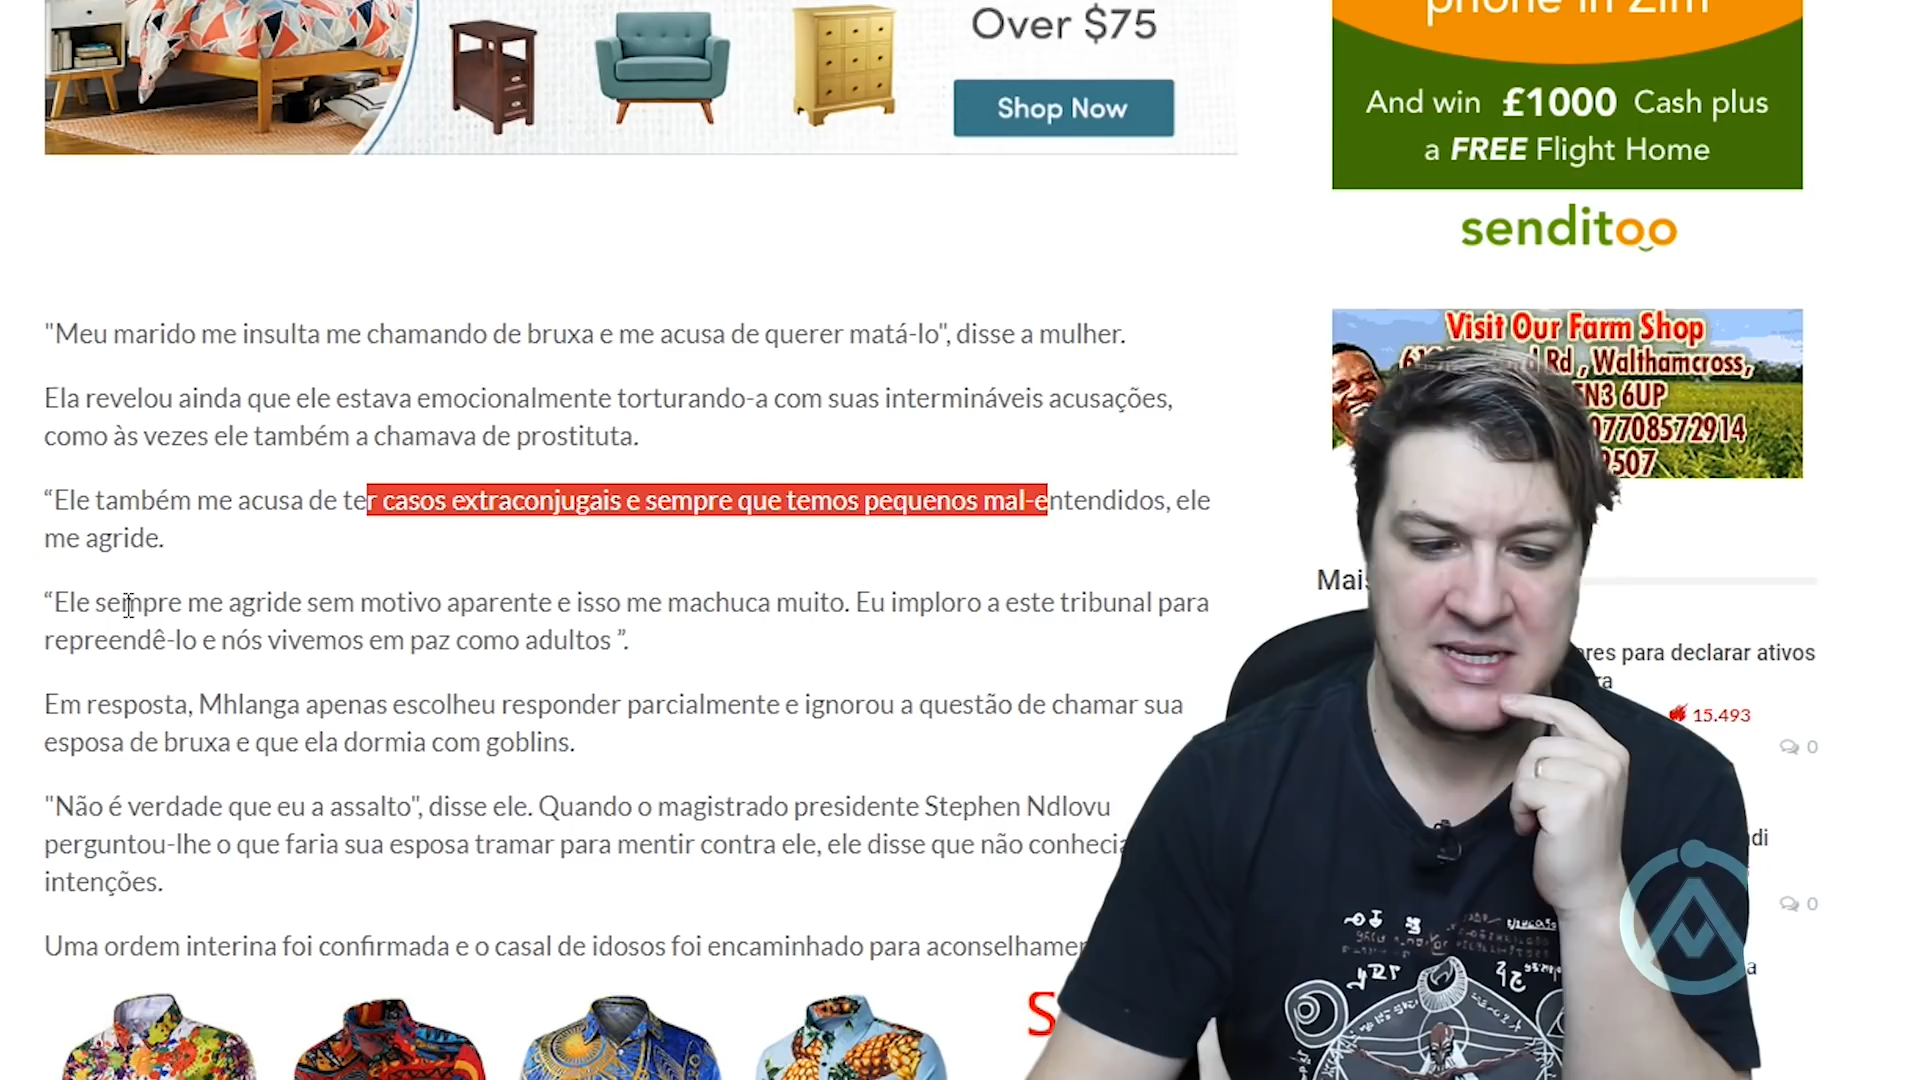 Over $75
Shop Now
phone in Zim
And win £1000 Cash plus
a FREE Flight Home
senditoo
Visit Our Farm Shop
Rd , Walthamcross,
EN3 6UP
07708572914
"Meu marido me insulta me chamando de bruxa e me acusa de querer matá-lo", disse a mulher.
Ela revelou ainda que ele estava emocionalmente torturando-a com suas intermináveis acusações,
como às vezes ele também a chamava de prostituta.
“Ele também me acusa de ter casos extraconjugais e sempre que temos pequenos mal-entendidos, ele
me agride.
“Ele sempre me agride sem motivo aparente e isso me machuca muito. Eu imploro a este tribunal para
repreendê-lo e nós vivemos em paz como adultos ”.
Em resposta, Mhlanga apenas escolheu responder parcialmente e ignorou a questão de chamar sua
esposa de bruxa e que ela dormia com goblins.
"Não é verdade que eu a assalto", disse ele. Quando o magistrado presidente Stephen Ndlovu
perguntou-lhe o que faria sua esposa tramar para mentir contra ele, ele disse que não conhecia
intenções.
Uma ordem interina foi confirmada e o casal de idosos foi encaminhado para
Mais
para declarar ativos
15.493
0
0